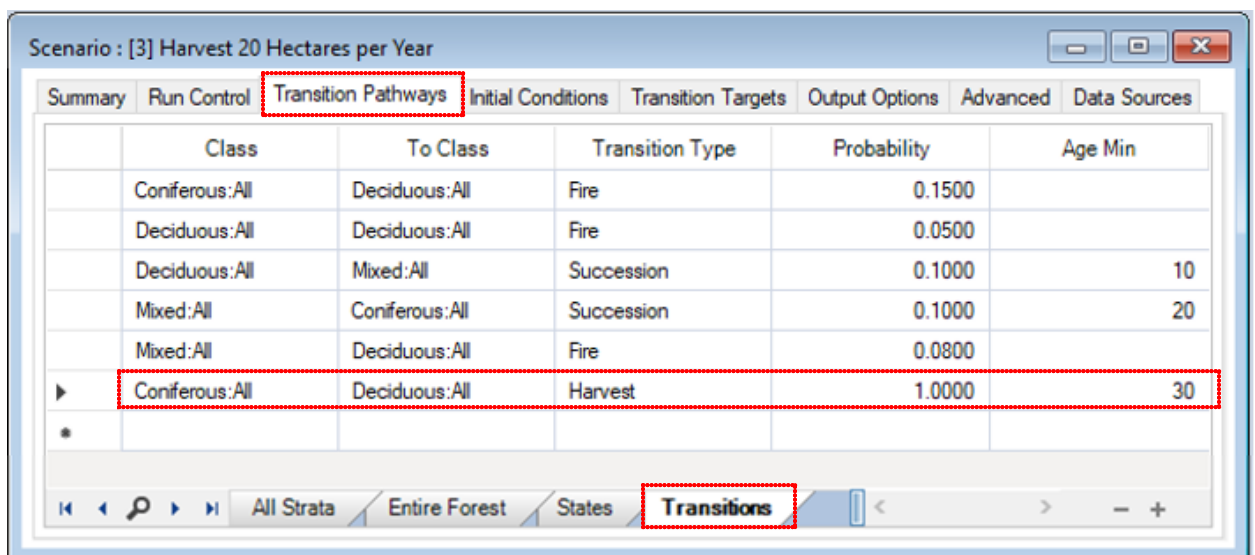 Scenario : [3] Harvest 20 Hectares per Year
Summary Run Control Transition Pathways Initial Conditions Transition Targets Output Options Advanced Data Sources
Class To Class Transition Type Probability Age Min
Coniferous:All Deciduous:All Fire 0.1500
Deciduous:All Deciduous:All Fire 0.0500
Deciduous:All Mixed:All Succession 0.1000 10
Mixed:All Coniferous:All Succession 0.1000 20
Mixed:All Deciduous:All Fire 0.0800
Coniferous:All Deciduous:All Harvest 1.0000 30
All Strata Entire Forest States Transitions